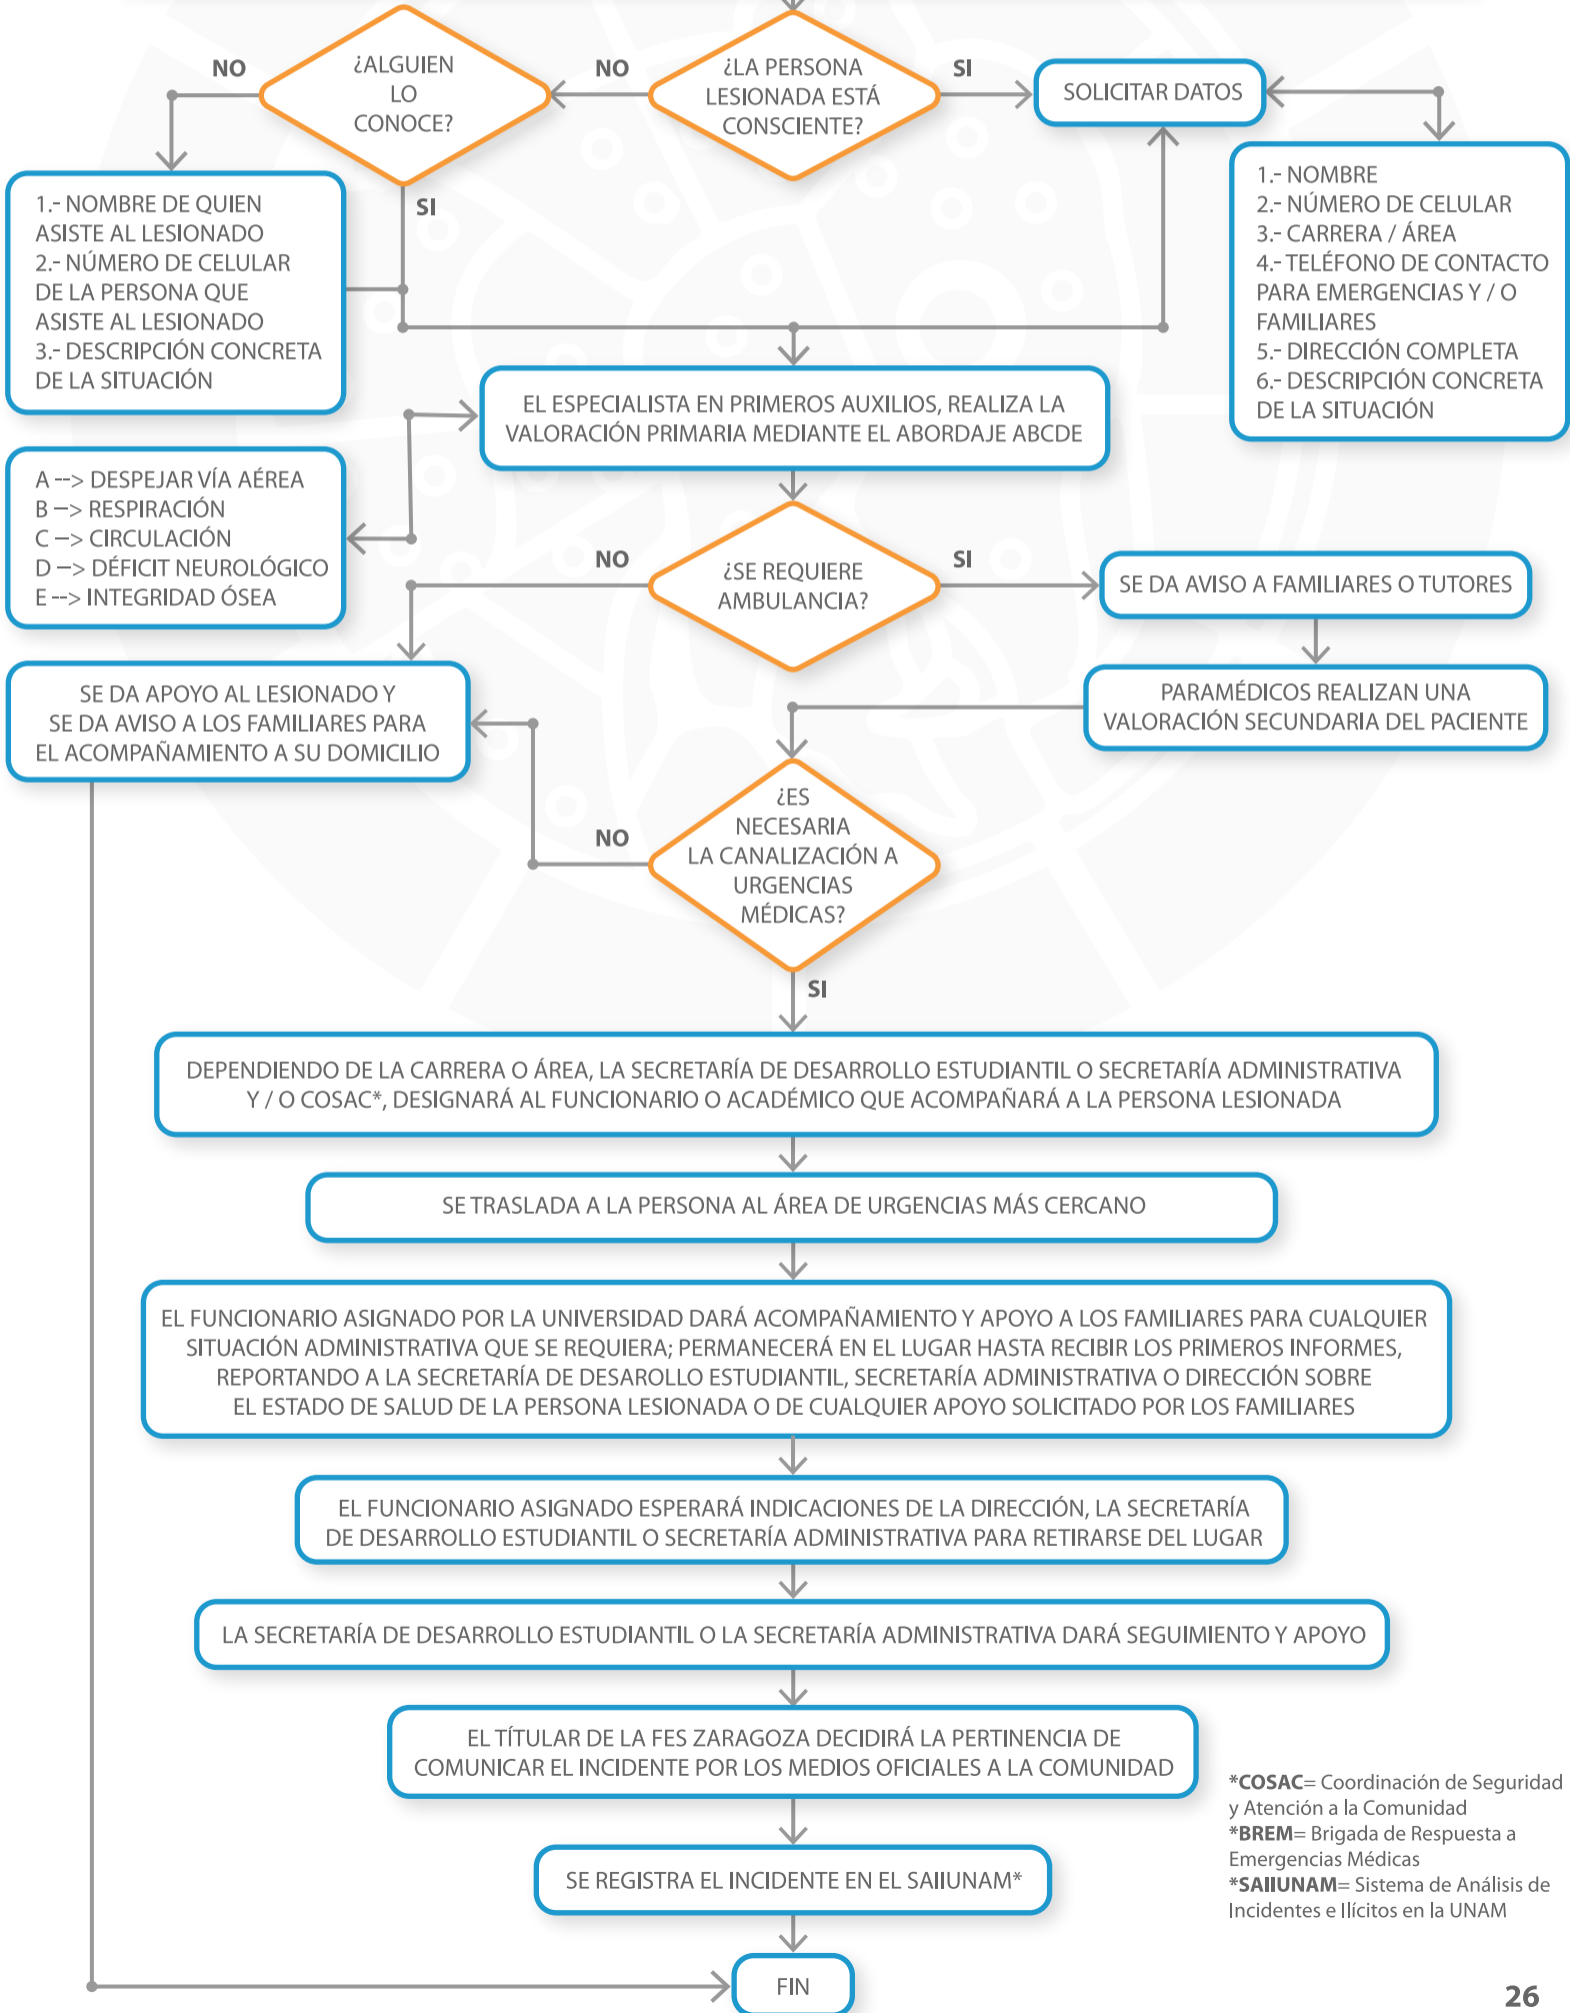 ¿ALGUIEN
LO
CONOCE?
NO
NO
¿LA PERSONA
LESIONADA ESTÁ
CONSCIENTE?
SI
SOLICITAR DATOS
SI
1.- NOMBRE DE QUIEN
ASISTE AL LESIONADO
2.- NÚMERO DE CELULAR
DE LA PERSONA QUE
ASISTE AL LESIONADO
3.- DESCRIPCIÓN CONCRETA
DE LA SITUACIÓN
1.- NOMBRE
2.- NÚMERO DE CELULAR
3.- CARRERA / ÁREA
4.- TELÉFONO DE CONTACTO
PARA EMERGENCIAS Y / O
FAMILIARES
5.- DIRECCIÓN COMPLETA
6.- DESCRIPCIÓN CONCRETA
DE LA SITUACIÓN
EL ESPECIALISTA EN PRIMEROS AUXILIOS, REALIZA LA
VALORACIÓN PRIMARIA MEDIANTE EL ABORDAJE ABCDE
A --> DESPEJAR VÍA AÉREA
B —> RESPIRACIÓN
C —> CIRCULACIÓN
D —> DÉFICIT NEUROLÓGICO
E --> INTEGRIDAD ÓSEA
NO
¿SE REQUIERE
AMBULANCIA?
SI
SE DA AVISO A FAMILIARES O TUTORES
SE DA APOYO AL LESIONADO Y
SE DA AVISO A LOS FAMILIARES PARA
EL ACOMPAÑAMIENTO A SU DOMICILIO
PARAMÉDICOS REALIZAN UNA
VALORACIÓN SECUNDARIA DEL PACIENTE
NO
¿ES
NECESARIA
LA CANALIZACIÓN A
URGENCIAS
MÉDICAS?
SI
DEPENDIENDO DE LA CARRERA O ÁREA, LA SECRETARÍA DE DESARROLLO ESTUDIANTIL O SECRETARÍA ADMINISTRATIVA
Y / O COSAC*, DESIGNARÁ AL FUNCIONARIO O ACADÉMICO QUE ACOMPAÑARÁ A LA PERSONA LESIONADA
SE TRASLADA A LA PERSONA AL ÁREA DE URGENCIAS MÁS CERCANO
EL FUNCIONARIO ASIGNADO POR LA UNIVERSIDAD DARÁ ACOMPAÑAMIENTO Y APOYO A LOS FAMILIARES PARA CUALQUIER
SITUACIÓN ADMINISTRATIVA QUE SE REQUIERA; PERMANECERÁ EN EL LUGAR HASTA RECIBIR LOS PRIMEROS INFORMES,
REPORTANDO A LA SECRETARÍA DE DESAROLLO ESTUDIANTIL, SECRETARÍA ADMINISTRATIVA O DIRECCIÓN SOBRE
EL ESTADO DE SALUD DE LA PERSONA LESIONADA O DE CUALQUIER APOYO SOLICITADO POR LOS FAMILIARES
EL FUNCIONARIO ASIGNADO ESPERARÁ INDICACIONES DE LA DIRECCIÓN, LA SECRETARÍA
DE DESARROLLO ESTUDIANTIL O SECRETARÍA ADMINISTRATIVA PARA RETIRARSE DEL LUGAR
LA SECRETARÍA DE DESARROLLO ESTUDIANTIL O LA SECRETARÍA ADMINISTRATIVA DARÁ SEGUIMIENTO Y APOYO
EL TÍTULAR DE LA FES ZARAGOZA DECIDIRÁ LA PERTINENCIA DE
COMUNICAR EL INCIDENTE POR LOS MEDIOS OFICIALES A LA COMUNIDAD
SE REGISTRA EL INCIDENTE EN EL SAIIUNAM*
*COSAC= Coordinación de Seguridad
y Atención a la Comunidad
*BREM= Brigada de Respuesta a
Emergencias Médicas
*SAIIUNAM= Sistema de Análisis de
Incidentes e Ilícitos en la UNAM
FIN
26